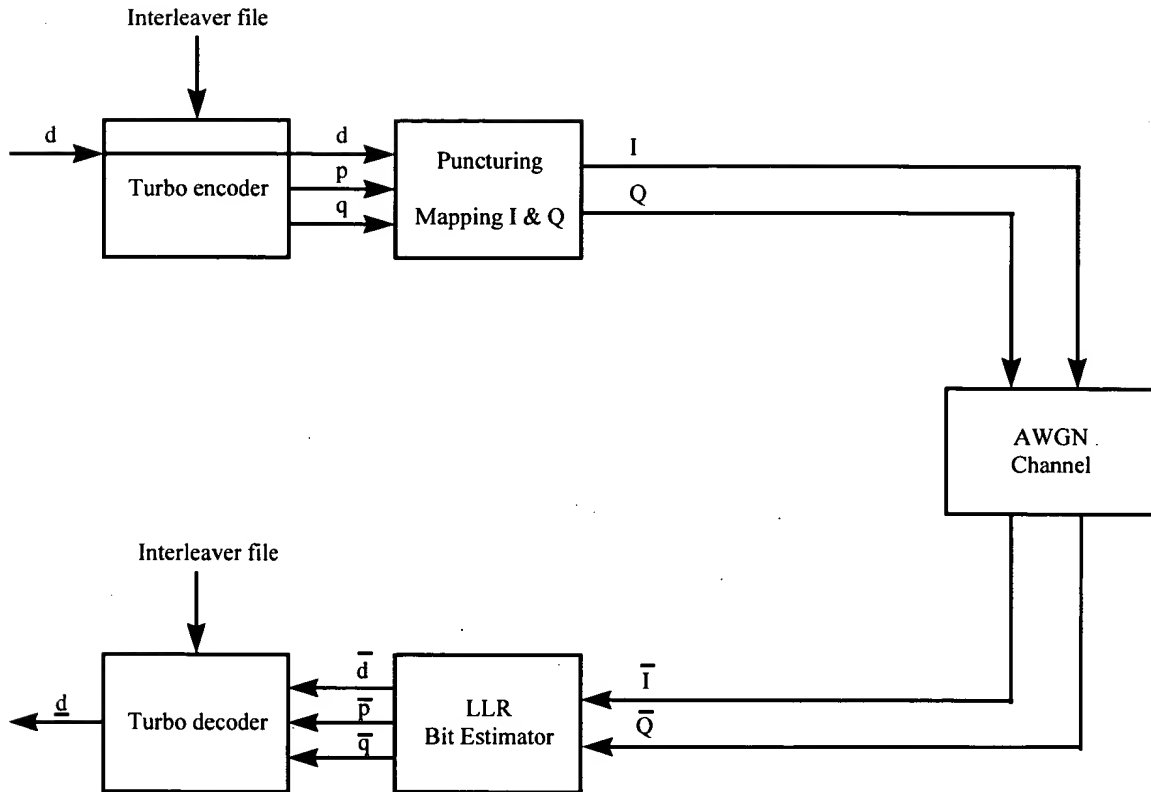 Interleaver file
d
Turbo encoder
d
p
q
Puncturing
Mapping I & Q
I
Q
AWGN
Channel
Interleaver file
d
Turbo decoder
d̅
p̅
q̅
LLR
Bit Estimator
I̅
Q̅